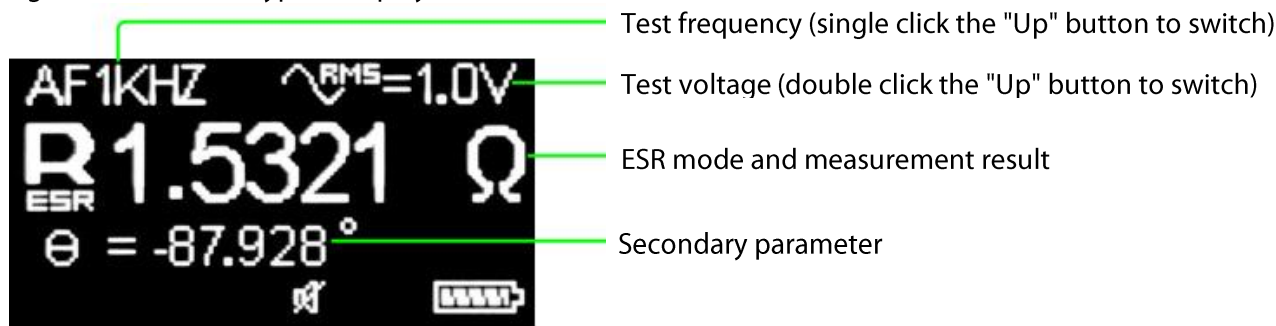 Test frequency (single click the "Up" button to switch)
AF1KHZ RMS=1.0V
Test voltage (double click the "Up" button to switch)
R ESR 1.5321 Ω
ESR mode and measurement result
θ = -87.928°
Secondary parameter